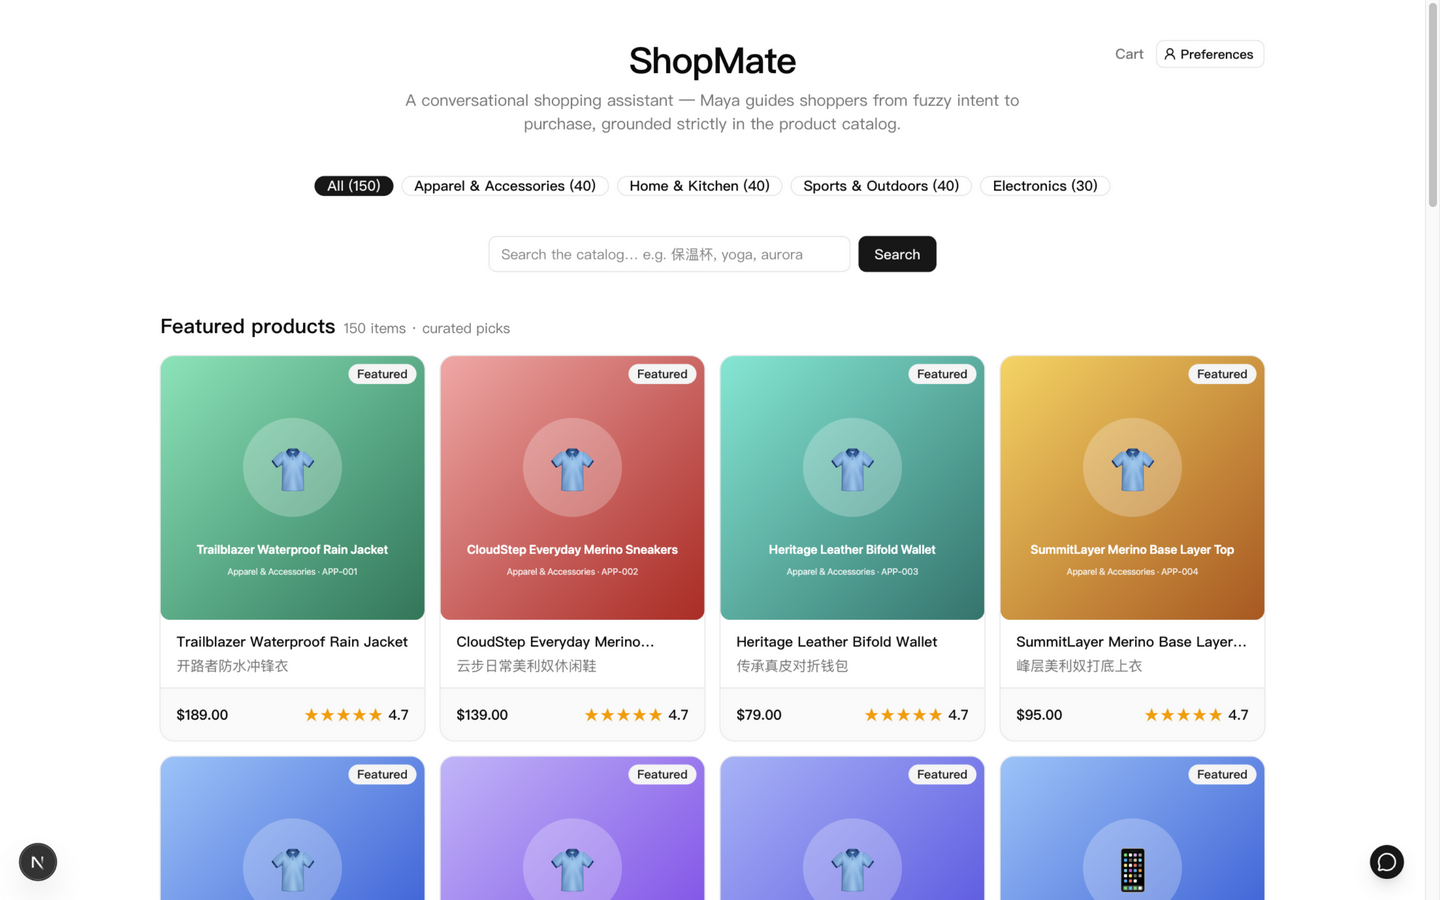 ShopMate
Cart
Preferences
A conversational shopping assistant — Maya guides shoppers from fuzzy intent to
purchase, grounded strictly in the product catalog.
All (150)
Apparel & Accessories (40)
Home & Kitchen (40)
Sports & Outdoors (40)
Electronics (30)
Search the catalog... e.g. 保温杯, yoga, aurora
Search
Featured products 150 items · curated picks
Featured
Trailblazer Waterproof Rain Jacket
Apparel & Accessories · APP-001
Trailblazer Waterproof Rain Jacket
开路者防水冲锋衣
$189.00 ★★★★★ 4.7
Featured
CloudStep Everyday Merino Sneakers
Apparel & Accessories · APP-002
CloudStep Everyday Merino...
云步日常美利奴休闲鞋
$139.00 ★★★★★ 4.7
Featured
Heritage Leather Bifold Wallet
Apparel & Accessories · APP-003
Heritage Leather Bifold Wallet
传承真皮对折钱包
$79.00 ★★★★★ 4.7
Featured
SummitLayer Merino Base Layer Top
Apparel & Accessories · APP-004
SummitLayer Merino Base Layer...
峰层美利奴打底上衣
$95.00 ★★★★★ 4.7
Featured
Featured
Featured
Featured
N